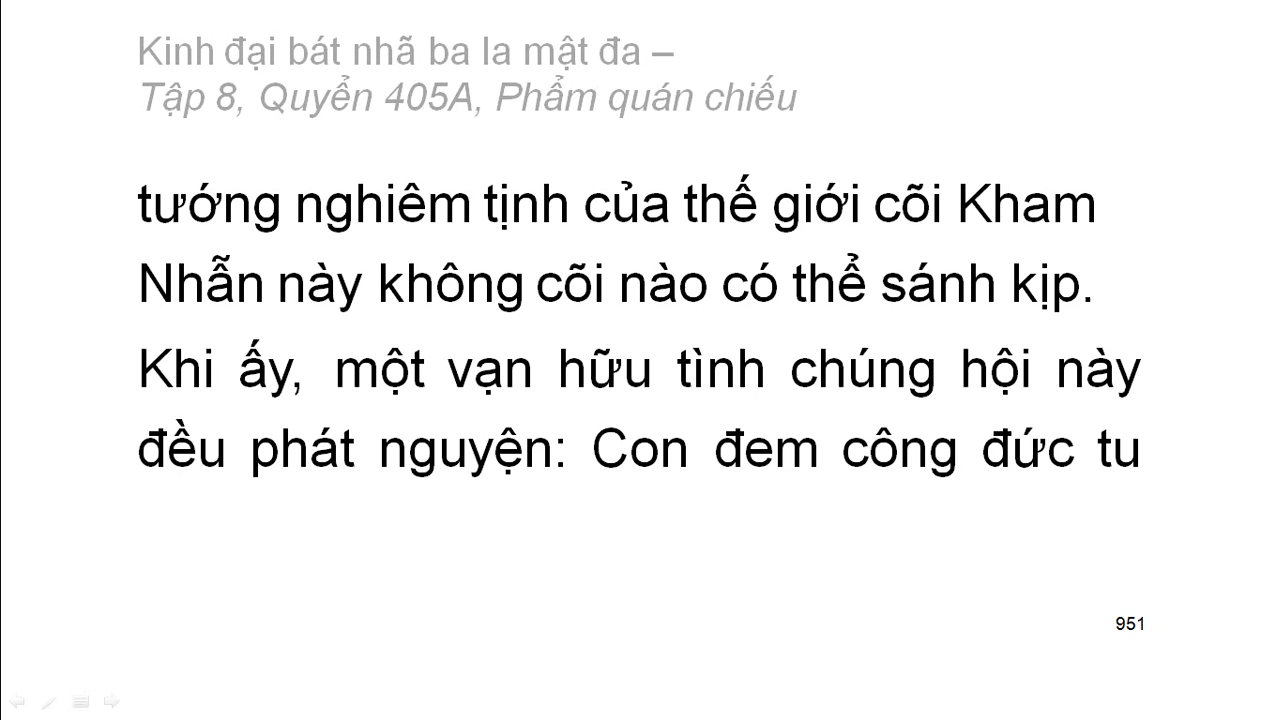 Kinh đại bát nhã ba la mật đa –
Tập 8, Quyển 405A, Phẩm quán chiếu
tướng nghiêm tịnh của thế giới cõi Kham
Nhẫn này không cõi nào có thể sánh kịp.
Khi ấy, một vạn hữu tình chúng hội này
đều phát nguyện: Con đem công đức tu
951